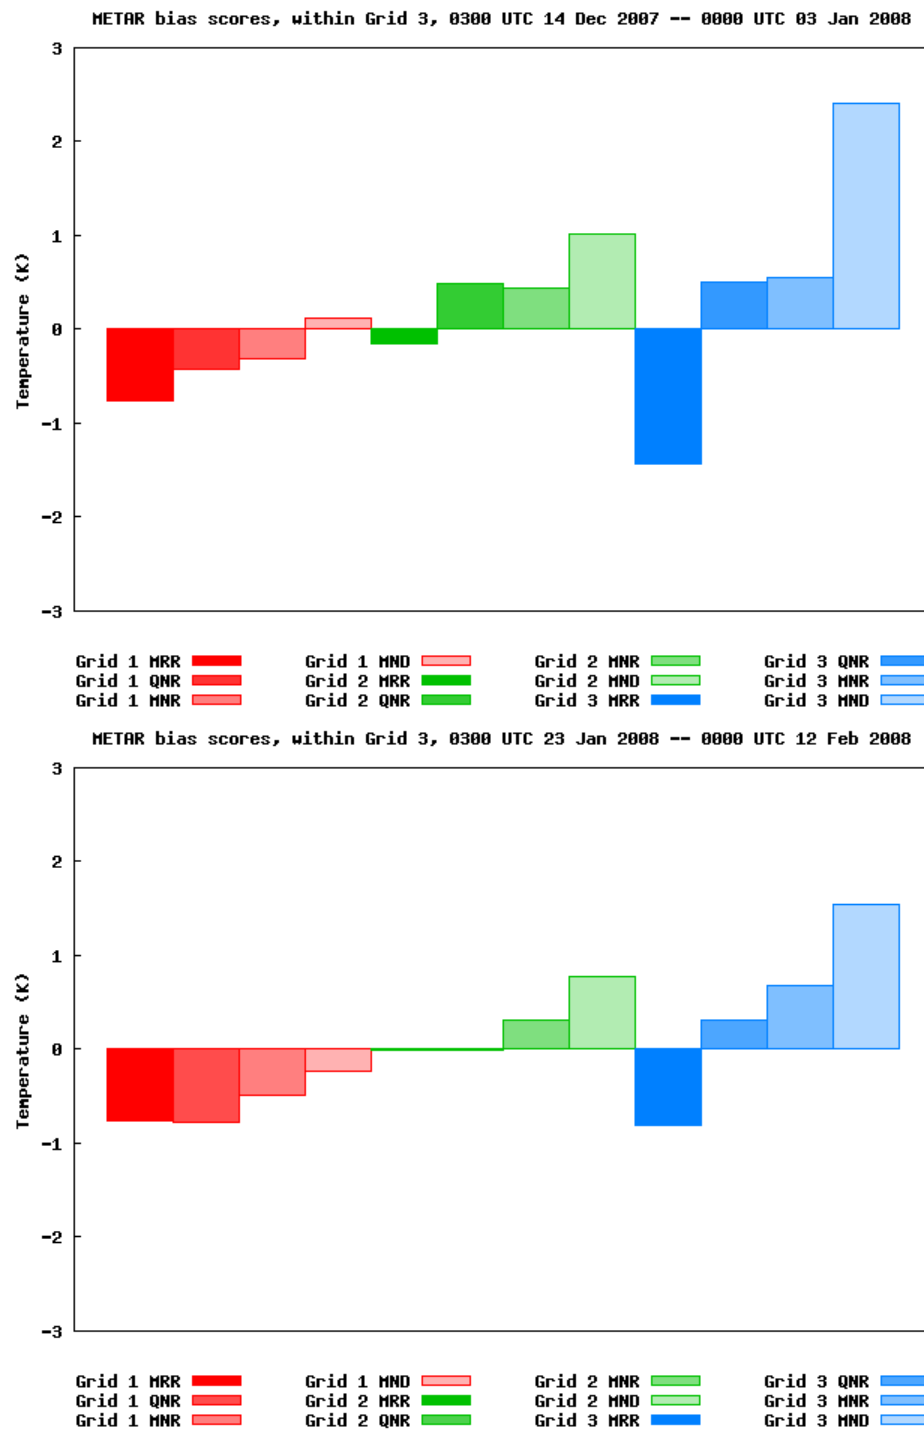 METAR bias scores, within Grid 3, 0300 UTC 14 Dec 2007 -- 0000 UTC 03 Jan 2008
3
2
1
0
-1
-2
-3
Temperature (K)
Grid 1 MRR Grid 1 MND Grid 2 MNR Grid 3 QNR
Grid 1 QNR Grid 2 MRR Grid 2 MND Grid 3 MNR
Grid 1 MNR Grid 2 QNR Grid 3 MRR Grid 3 MND
METAR bias scores, within Grid 3, 0300 UTC 23 Jan 2008 -- 0000 UTC 12 Feb 2008
3
2
1
0
-1
-2
-3
Temperature (K)
Grid 1 MRR Grid 1 MND Grid 2 MNR Grid 3 QNR
Grid 1 QNR Grid 2 MRR Grid 2 MND Grid 3 MNR
Grid 1 MNR Grid 2 QNR Grid 3 MRR Grid 3 MND